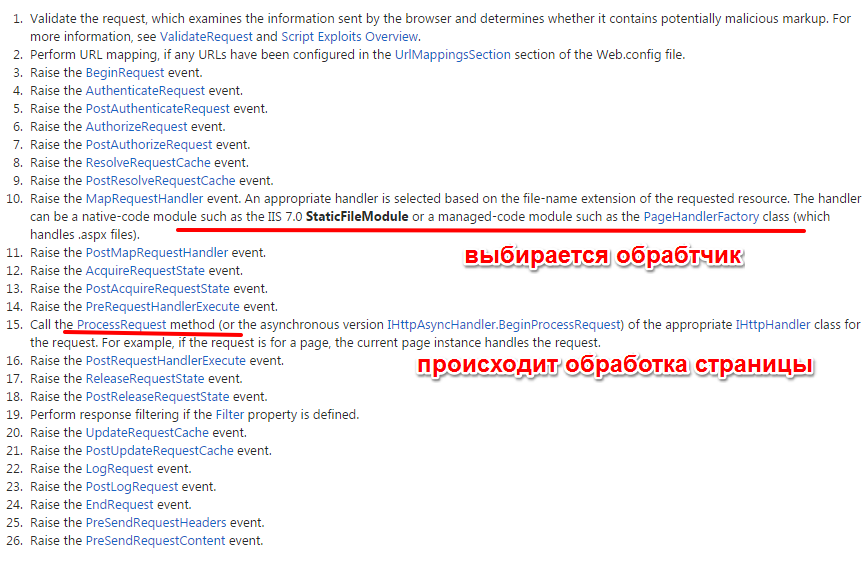 1. Validate the request, which examines the information sent by the browser and determines whether it contains potentially malicious markup. For
more information, see ValidateRequest and Script Exploits Overview.
2. Perform URL mapping, if any URLs have been configured in the UrlMappingsSection section of the Web.config file.
3. Raise the BeginRequest event.
4. Raise the AuthenticateRequest event.
5. Raise the PostAuthenticateRequest event.
6. Raise the AuthorizeRequest event.
7. Raise the PostAuthorizeRequest event.
8. Raise the ResolveRequestCache event.
9. Raise the PostResolveRequestCache event.
10. Raise the MapRequestHandler event. An appropriate handler is selected based on the file-name extension of the requested resource. The handler
can be a native-code module such as the IIS 7.0 StaticFileModule or a managed-code module such as the PageHandlerFactory class (which
handles .aspx files).
11. Raise the PostMapRequestHandler event.
выбирается обрабтчик
12. Raise the AcquireRequestState event.
13. Raise the PostAcquireRequestState event.
14. Raise the PreRequestHandlerExecute event.
15. Call the ProcessRequest method (or the asynchronous version IHttpAsyncHandler.BeginProcessRequest) of the appropriate IHttpHandler class for
the request. For example, if the request is for a page, the current page instance handles the request.
16. Raise the PostRequestHandlerExecute event.
происходит обработка страницы
17. Raise the ReleaseRequestState event.
18. Raise the PostReleaseRequestState event.
19. Perform response filtering if the Filter property is defined.
20. Raise the UpdateRequestCache event.
21. Raise the PostUpdateRequestCache event.
22. Raise the LogRequest event.
23. Raise the PostLogRequest event.
24. Raise the EndRequest event.
25. Raise the PreSendRequestHeaders event.
26. Raise the PreSendRequestContent event.